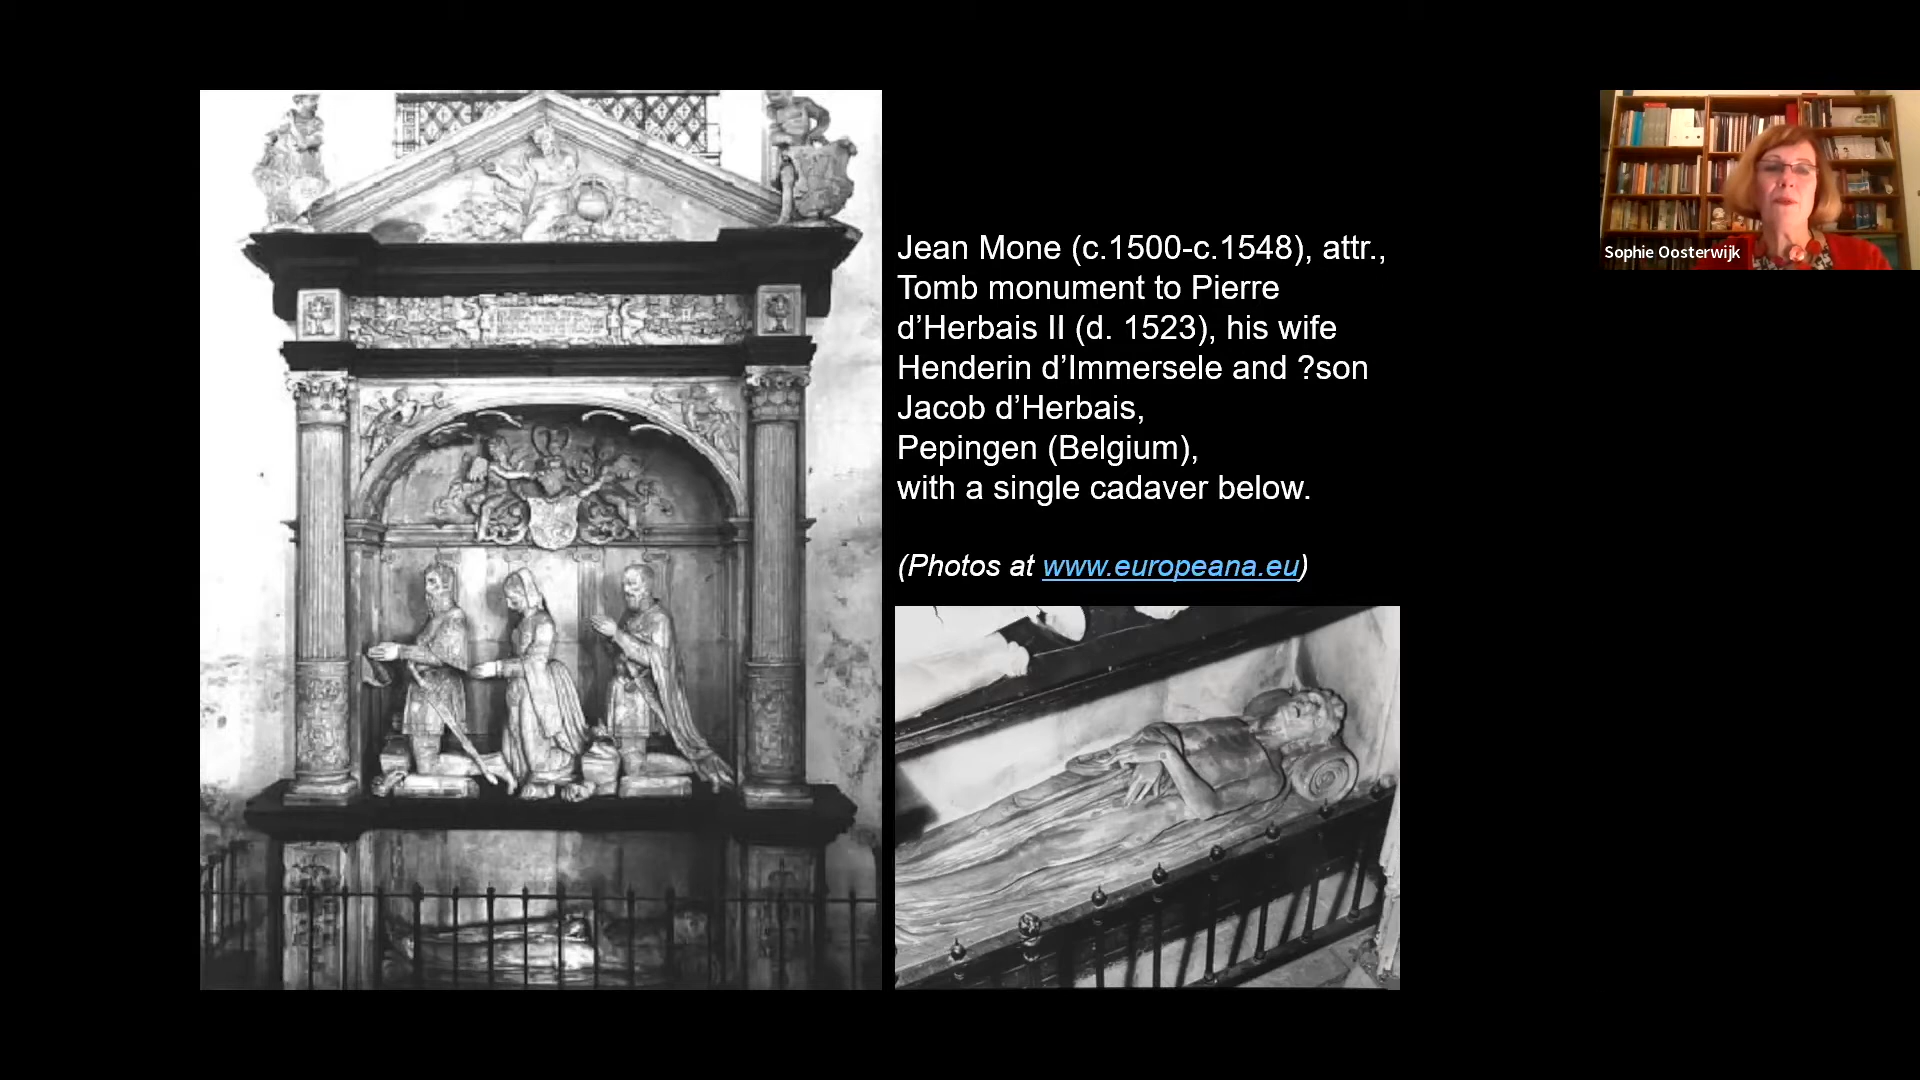 Jean Mone (c.1500-c.1548), attr.,
Tomb monument to Pierre
d’Herbais II (d. 1523), his wife
Henderin d’Immersele and ?son
Jacob d’Herbais,
Pepingen (Belgium),
with a single cadaver below.
(Photos at www.europeana.eu)
Sophie Oosterwijk